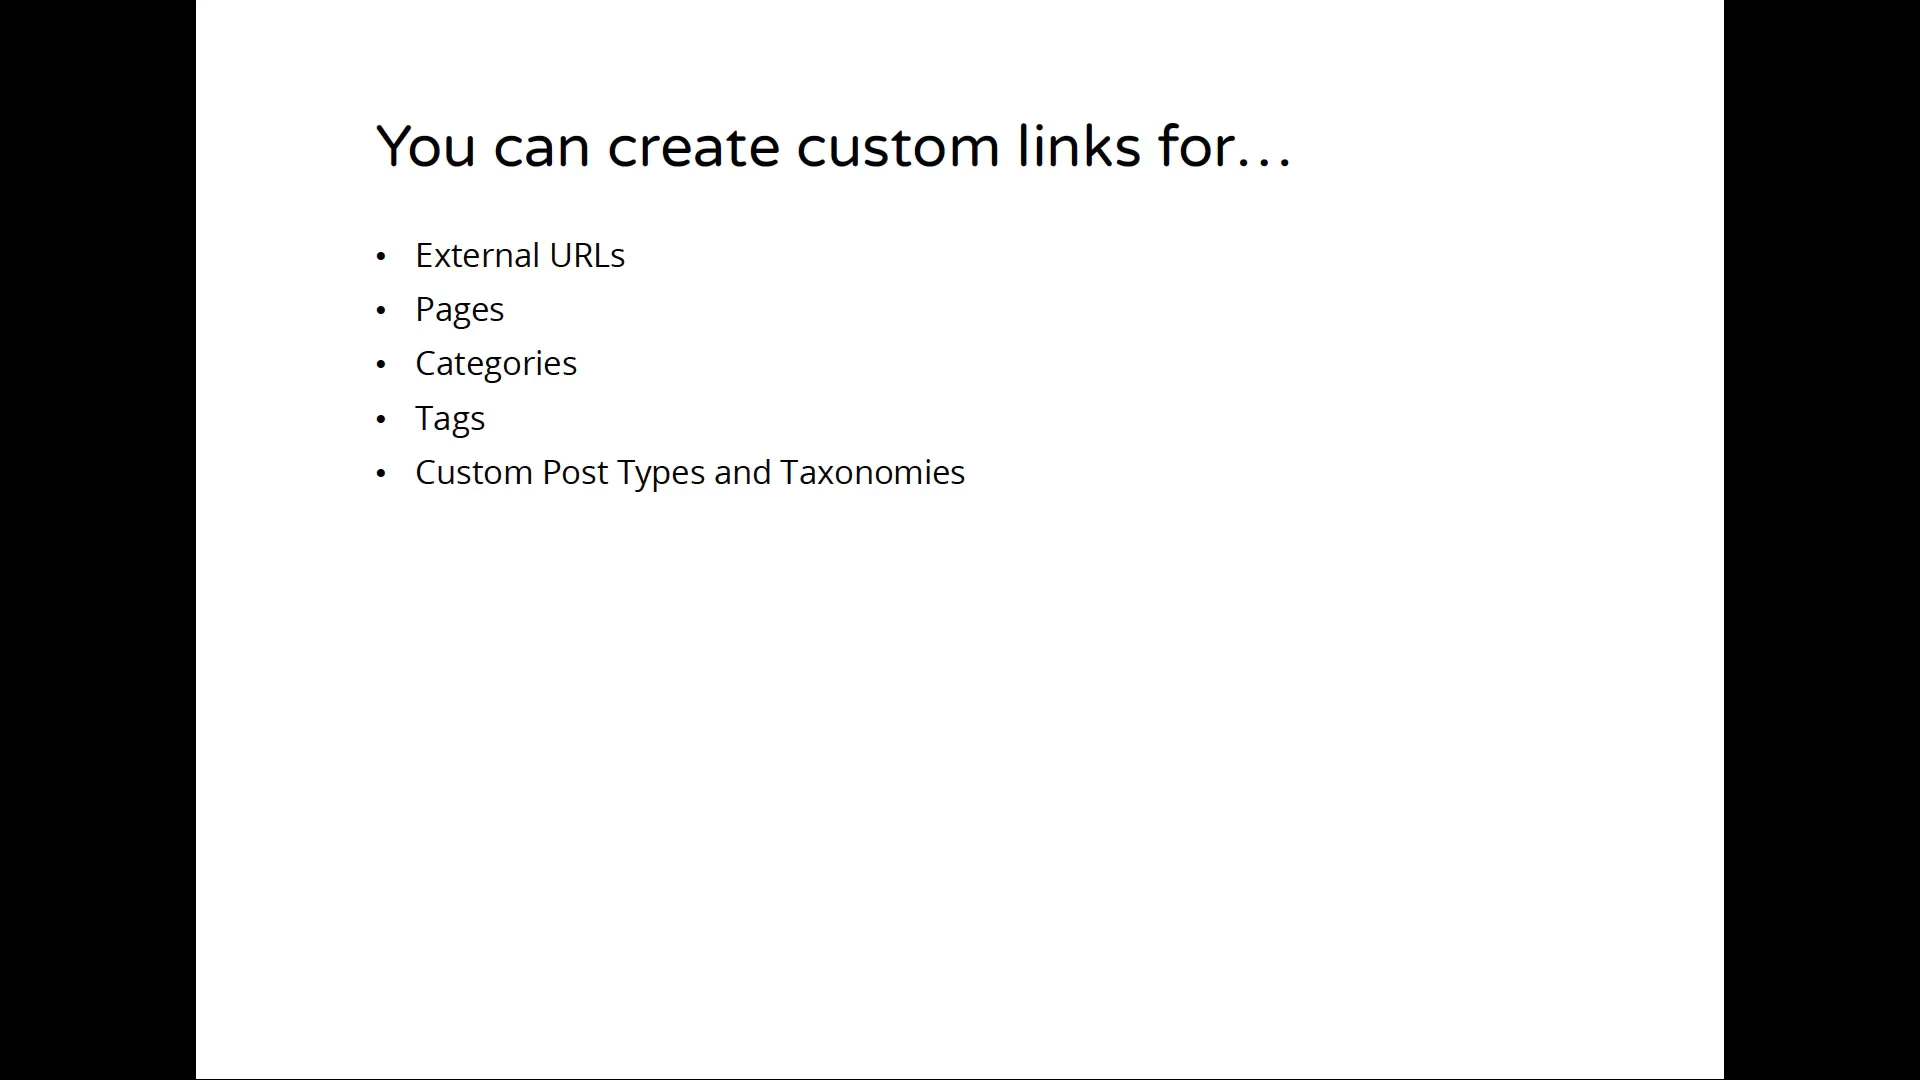 You can create custom links for…
• External URLs
• Pages
• Categories
• Tags
• Custom Post Types and Taxonomies